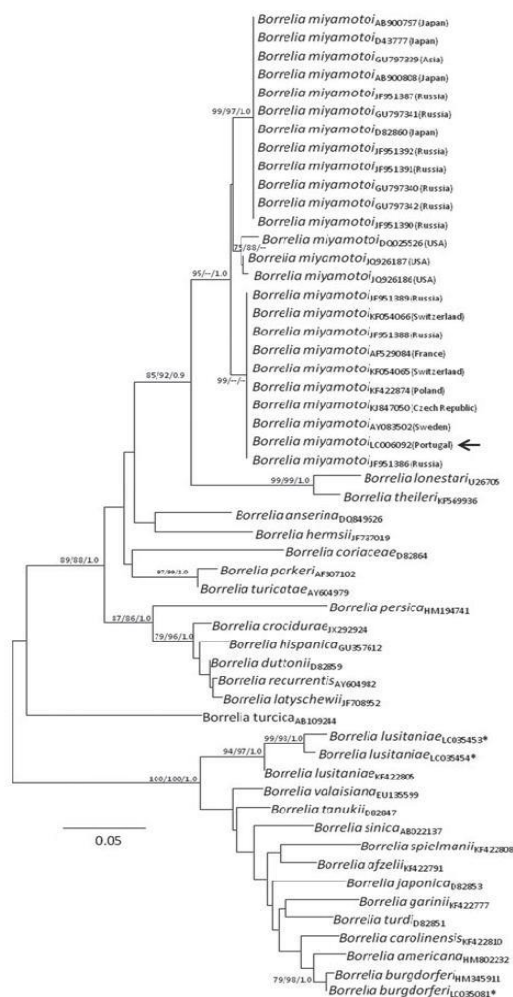 Borrelia miyamotoi AB900797 (Japan)
Borrelia miyamotoi D43777 (Japan)
Borrelia miyamotoi (Asia)
Borrelia miyamotoi AB900808 (Japan)
Borrelia miyamotoi JF951387 (Russia)
99/97/1.0
Borrelia miyamotoi GU797341 (Russia)
Borrelia miyamotoi D82860 (Japan)
Borrelia miyamotoi JF951392 (Russia)
Borrelia miyamotoi JF951391 (Russia)
Borrelia miyamotoi GU797340 (Russia)
Borrelia miyamotoi GU797342 (Russia)
Borrelia miyamotoi JF951390 (Russia)
Borrelia miyamotoi DQ025526 (USA)
75/88/--
Borrelia miyamotoi JQ926187 (USA)
95/--/1.0
Borrelia miyamotoi JQ926186 (USA)
Borrelia miyamotoi JF951389 (Russia)
Borrelia miyamotoi KF054066 (Switzerland)
Borrelia miyamotoi JF951388 (Russia)
Borrelia miyamotoi AF529084 (France)
Borrelia miyamotoi KF054065 (Switzerland)
85/92/0.9
99/--/--
Borrelia miyamotoi KF422874 (Poland)
Borrelia miyamotoi KJ847050 (Czech Republic)
Borrelia miyamotoi AY083502 (Sweden)
Borrelia miyamotoi LC006092 (Portugal)
Borrelia miyamotoi JF951386 (Russia)
99/99/1.0
Borrelia lonestari U26705
Borrelia theileri KF569936
Borrelia anserina DQ849626
Borrelia hermsii
Borrelia coriaceae D82864
89/88/1.0
Borrelia parkeri AF307102
Borrelia turicatae AY604979
Borrelia persica HM194741
87/86/1.0
Borrelia crocidurae JX292924
79/96/1.0
Borrelia hispanica GU357612
Borrelia duttonii D82859
Borrelia recurrentis AY604982
Borrelia latyschewii JF708952
Borrelia turcica AB109244
99/98/1.0
Borrelia lusitaniae LC035453*
94/97/1.0
Borrelia lusitaniae LC035454*
Borrelia lusitaniae KF422805
100/100/1.0
Borrelia valaisiana EU135599
Borrelia tanukii D82847
Borrelia sinica AB022137
0.05
Borrelia spielmanii KF422808
Borrelia afzelii KF422791
Borrelia japonica D82853
Borrelia garinii KF422777
Borrelia turdi D82851
Borrelia carolinensis KF422810
Borrelia americana HM802232
79/98/1.0
Borrelia burgdorferi HM345911
Borrelia burgdorferi LC035081*